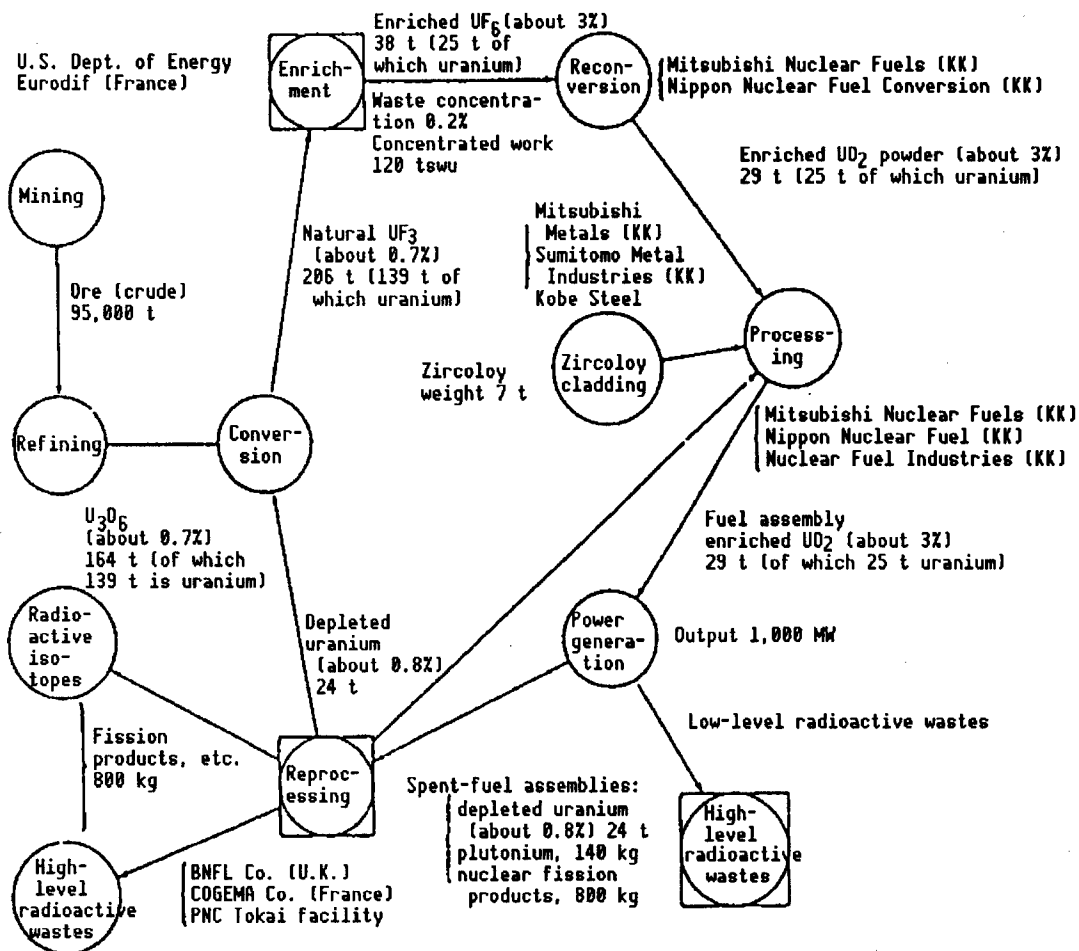 U.S. Dept. of Energy
Eurodif (France)
Enrich-
ment
Enriched UF6 (about 3%)
38 t (25 t of
which uranium)
Waste concentra-
tion 0.2%
Concentrated work
120 tswu
Recon-
version
Mitsubishi Nuclear Fuels (KK)
Nippon Nuclear Fuel Conversion (KK)
Enriched UO2 powder (about 3%)
29 t (25 t of which uranium)
Mining
Ore (crude)
95,000 t
Natural UF3
(about 0.7%)
206 t (139 t of
which uranium)
Mitsubishi
Metals (KK)
Sumitomo Metal
Industries (KK)
Kobe Steel
Zircoloy
cladding
Zircoloy
weight 7 t
Process-
ing
Mitsubishi Nuclear Fuels (KK)
Nippon Nuclear Fuel (KK)
Nuclear Fuel Industries (KK)
Refining
Conver-
sion
U3O6
(about 0.7%)
164 t (of which
139 t is uranium)
Fuel assembly
enriched UO2 (about 3%)
29 t (of which 25 t uranium)
Radio-
active
iso-
topes
Depleted
uranium
(about 0.8%)
24 t
Power
genera-
tion
Output 1,000 MW
Low-level radioactive wastes
Fission
products, etc.
800 kg
Reproc-
essing
Spent-fuel assemblies:
depleted uranium
(about 0.8%) 24 t
plutonium, 140 kg
nuclear fission
products, 800 kg
High-
level
radioactive
wastes
High-
level
radioactive
wastes
BNFL Co. (U.K.)
COGEMA Co. (France)
PNC Tokai facility